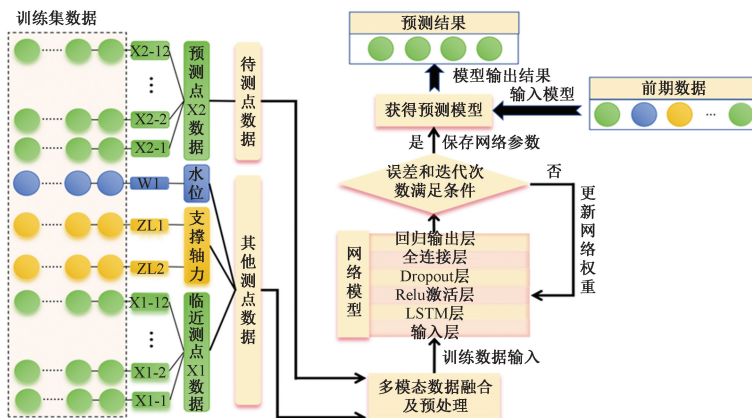 训练集数据
X2-12
⋮
X2-2
X2-1
W1
ZL1
ZL2
X1-12
⋮
X1-2
X1-1
预测点X2数据
水位
支撑轴力
临近测点X1数据
待测点数据
其他测点数据
预测结果
模型输出结果
输入模型
前期数据
...
获得预测模型
是
保存网络参数
误差和迭代次
数满足条件
否
更新网络权重
网络模型
回归输出层
全连接层
Dropout层
Relu激活层
LSTM层
输入层
训练数据输入
多模态数据融合
及预处理